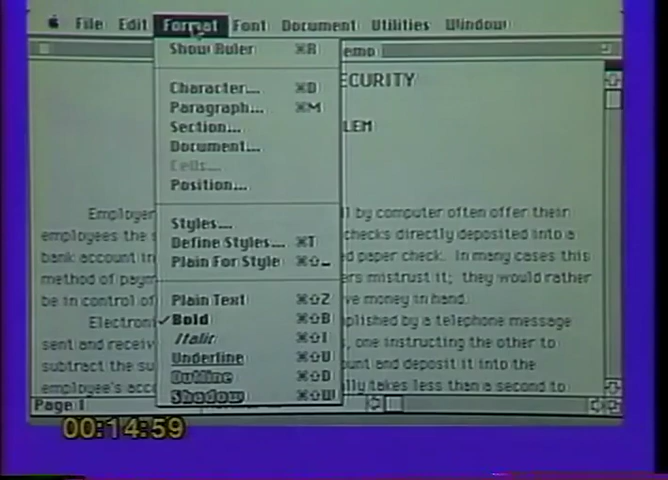 File Edit Format Font Document Utilities Window
Show Ruler ⌘R
emo
Character... ⌘D
ECURITY
Paragraph... ⌘M
Section...
LEM
Document...
Cells...
Position...
Employer l by computer often offer their
Styles....
employees the s checks directly deposited into a
Define Styles.... ⌘T
bank account in d paper check. In many cases this
Plain For Style ⌘⇧_
method of paym ers mistrust it; they would rather
be in control of ve money in hand.
Plain Text ⌘⇧Z
Electroni plished by a telephone message
✓Bold ⌘⇧B
sent and receiv , one instructing the other to
Italic ⌘⇧I
subtract the su unt and deposit it into the
Underline ⌘⇧U
Outline ⌘⇧D
employee's acco lly takes less than a second to
Shadow ⌘⇧W
Page 1
00:14:59